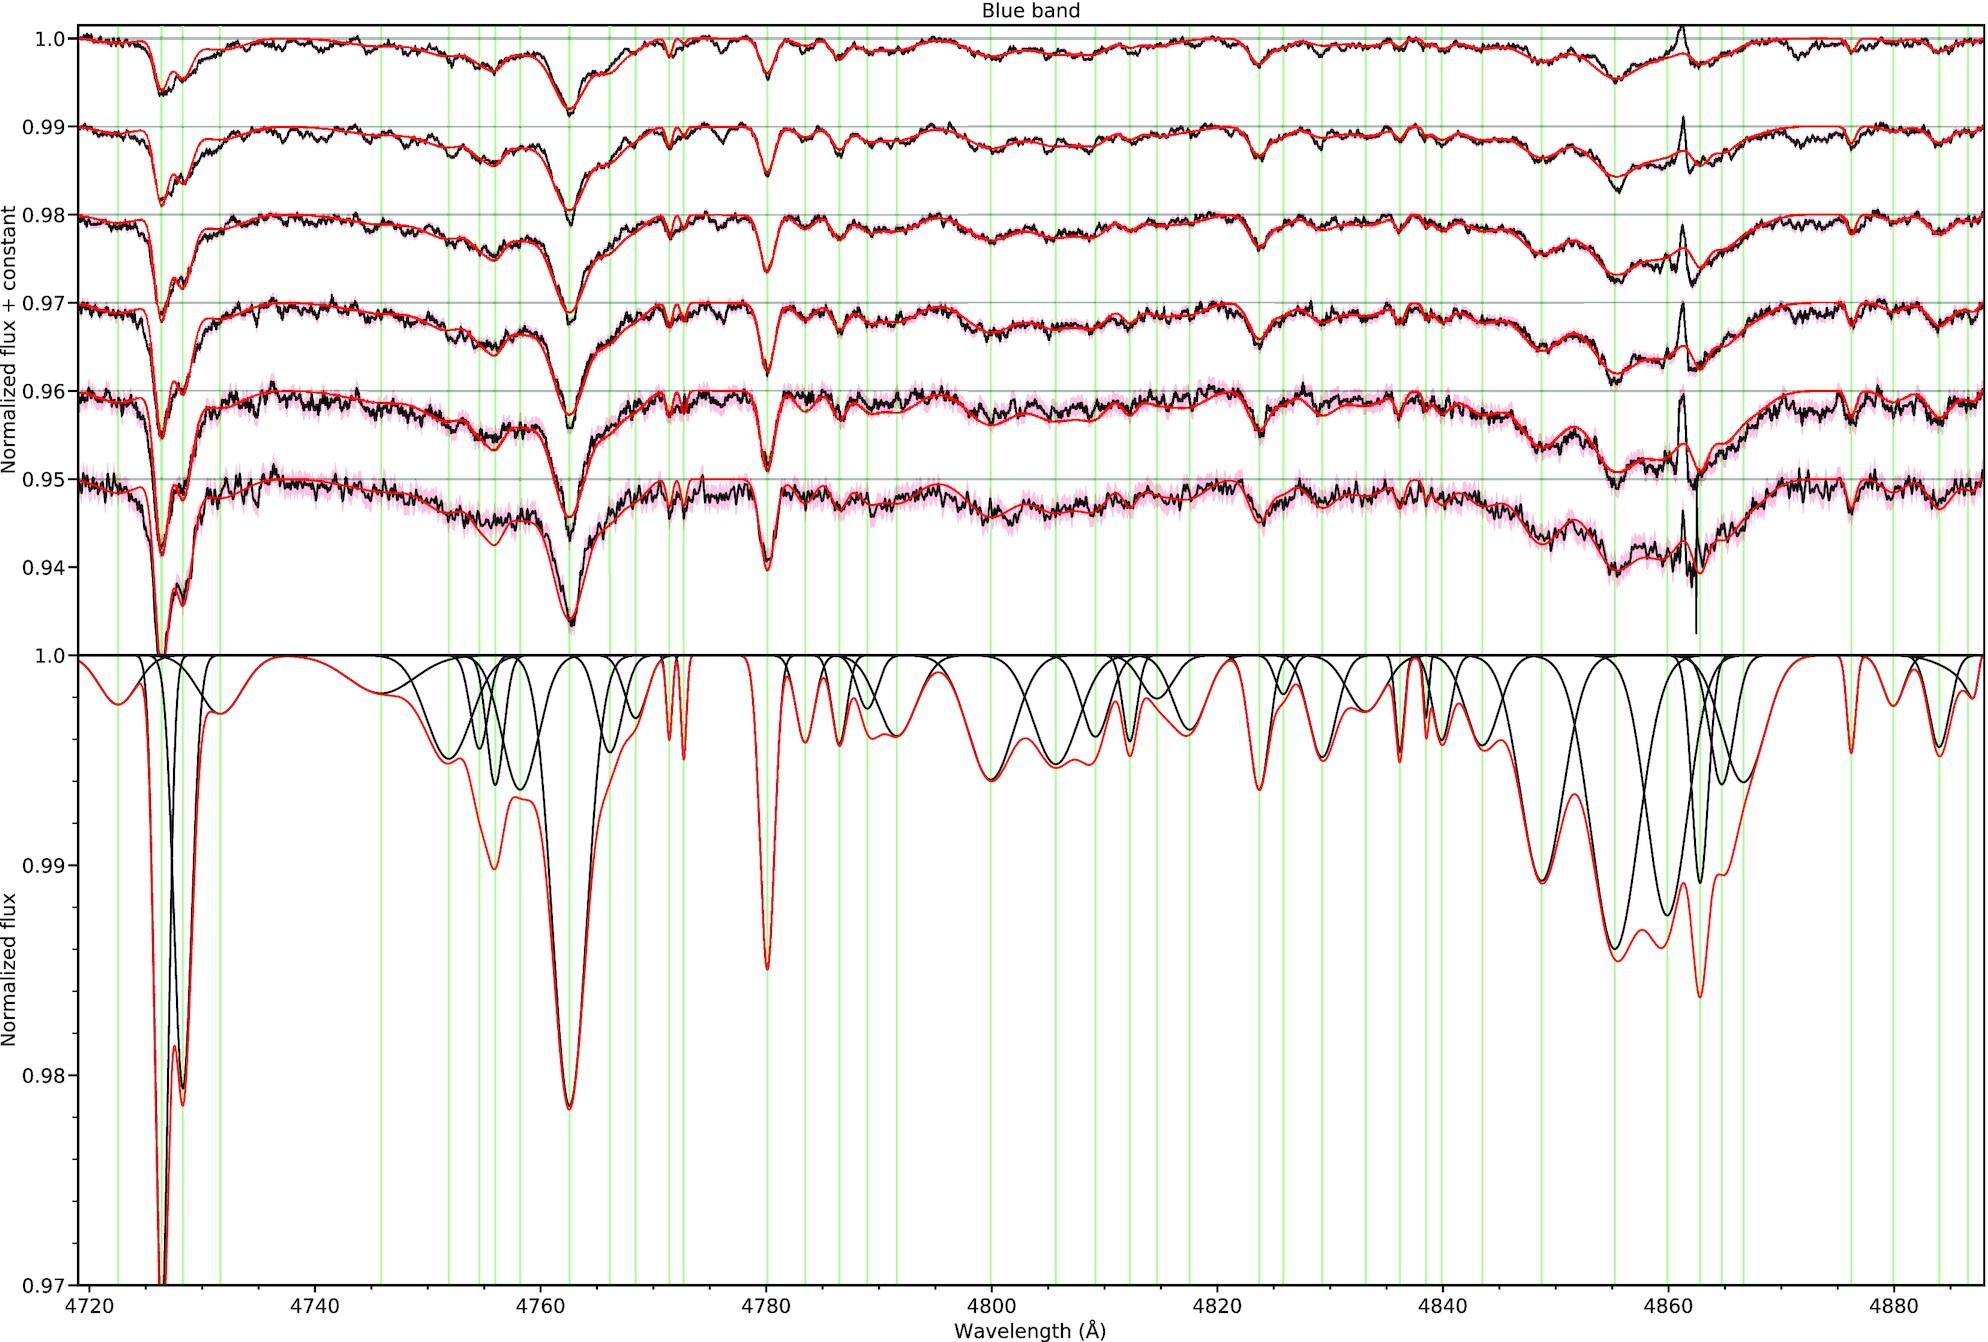 Blue band
Normalized flux + constant
1.0
0.99
0.98
0.97
0.96
0.95
0.94
Normalized flux
1.0
0.99
0.98
0.97
4720 4740 4760 4780 4800 4820 4840 4860 4880
Wavelength (Å)